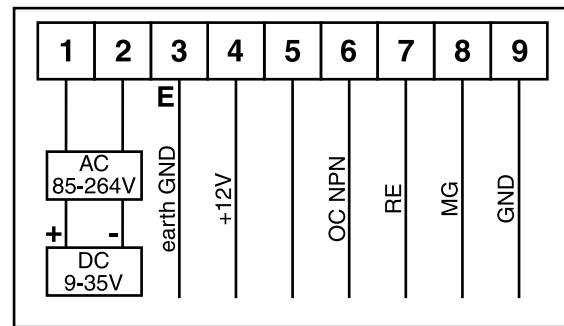 1 2 3 4 5 6 7 8 9
E
AC
85-264V
+ -
DC
9-35V
earth GND
+12V
OC NPN
RE
MG
GND